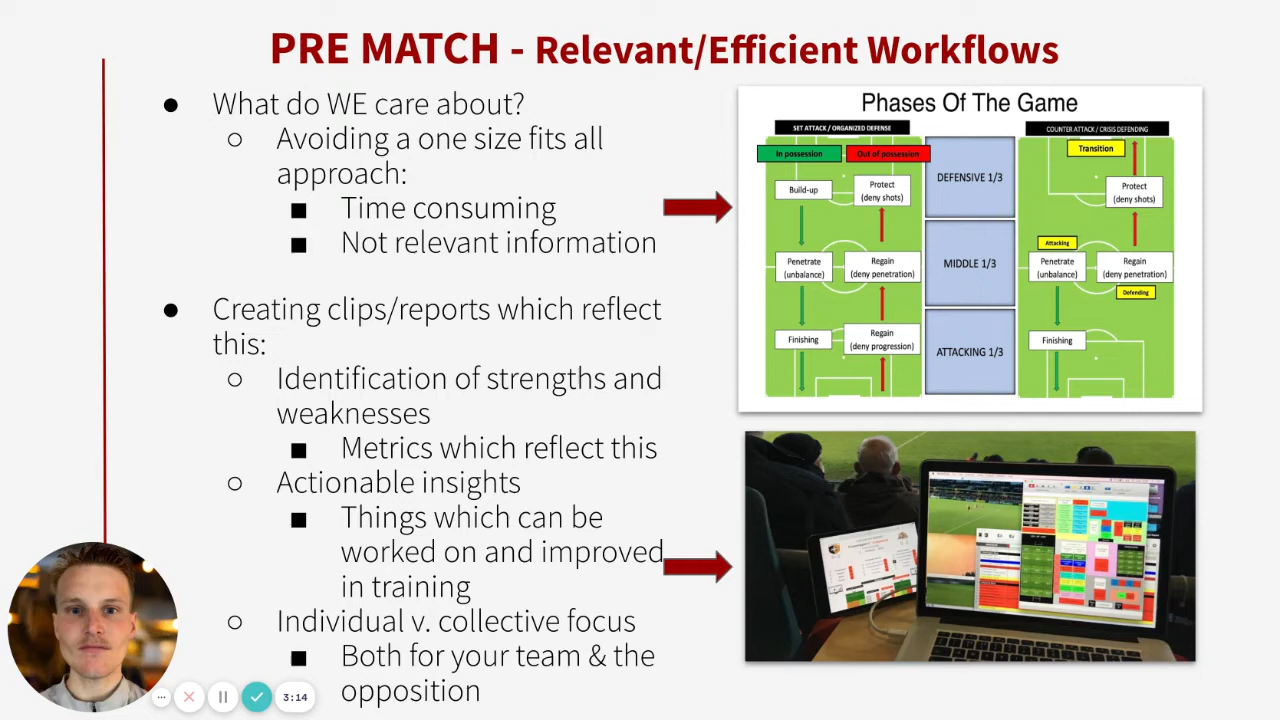 PRE MATCH - Relevant/Efficient Workflows
● What do WE care about?
○ Avoiding a one size fits all
approach:
■ Time consuming
■ Not relevant information
● Creating clips/reports which reflect
this:
○ Identification of strengths and
weaknesses
■ Metrics which reflect this
○ Actionable insights
■ Things which can be
worked on and improved
in training
○ Individual v. collective focus
■ Both for your team & the
opposition
Phases Of The Game
SET ATTACK / ORGANIZED DEFENSE
In possession
Out of possession
Build-up
Protect
(deny shots)
Penetrate
(unbalance)
Regain
(deny penetration)
Finishing
Regain
(deny progression)
DEFENSIVE 1/3
MIDDLE 1/3
ATTACKING 1/3
COUNTER ATTACK / CRISIS DEFENDING
Transition
Protect
(deny shots)
Attacking
Penetrate
(unbalance)
Regain
(deny penetration)
Defending
Finishing
3:14